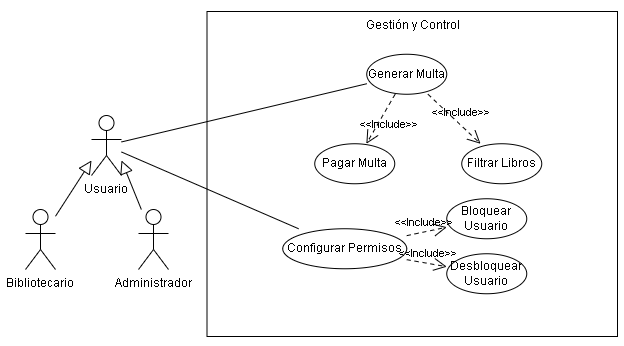 Gestión y Control
Generar Multa
<<Include>>
<<Include>>
Pagar Multa
Filtrar Libros
Usuario
Bloquear
Usuario
<<Include>>
Configurar Permisos
<<Include>>
Desbloquear
Usuario
Bibliotecario
Administrador